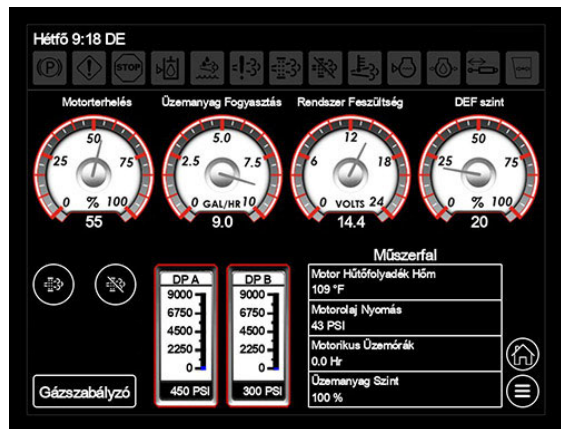 Hétfő 9:18 DE
(P) STOP
Motorterhelés Üzemanyag Fogyasztás Rendszer Feszültség DEF szint
50 5.0 12 50
25 75 2.5 7.5 6 18 25 75
0 % 100 0 GAL/HR 10 0 VOLTS 24 0 % 100
55 9.0 14.4 20
Műszerfal
DP A DP B
9000 9000
6750 6750
4500 4500
2250 2250
0 0
450 PSI 300 PSI
Motor Hűtőfolyadék Hőm
109 °F
Motorolaj Nyomás
43 PSI
Motorikus Üzemórák
0.0 Hr
Üzemanyag Szint
100 %
Gázszabályzó